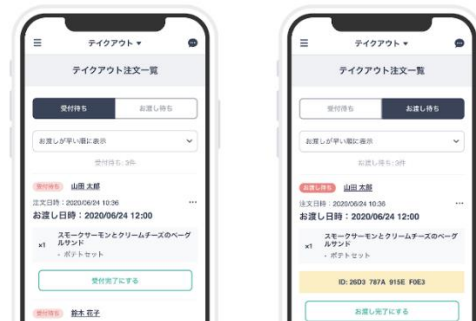 テイクアウト ▾
テイクアウト注文一覧
受付待ち
お渡し待ち
お渡しが早い順に表示
受付待ち: 3件
受付待ち 山田 太郎
注文日時：2020/06/24 10:36
お渡し日時：2020/06/24 12:00
x1 スモークサーモンとクリームチーズのベーグ
ルサンド
・ポテトセット
受付完了にする
受付待ち 鈴木 花子
テイクアウト ▾
テイクアウト注文一覧
受付待ち
お渡し待ち
お渡しが早い順に表示
お渡し待ち: 3件
お渡し待ち 山田 太郎
注文日時：2020/06/24 10:36
お渡し日時：2020/06/24 12:00
x1 スモークサーモンとクリームチーズのベーグ
ルサンド
・ポテトセット
ID: 26D3 787A 915E F0E3
お渡し完了にする